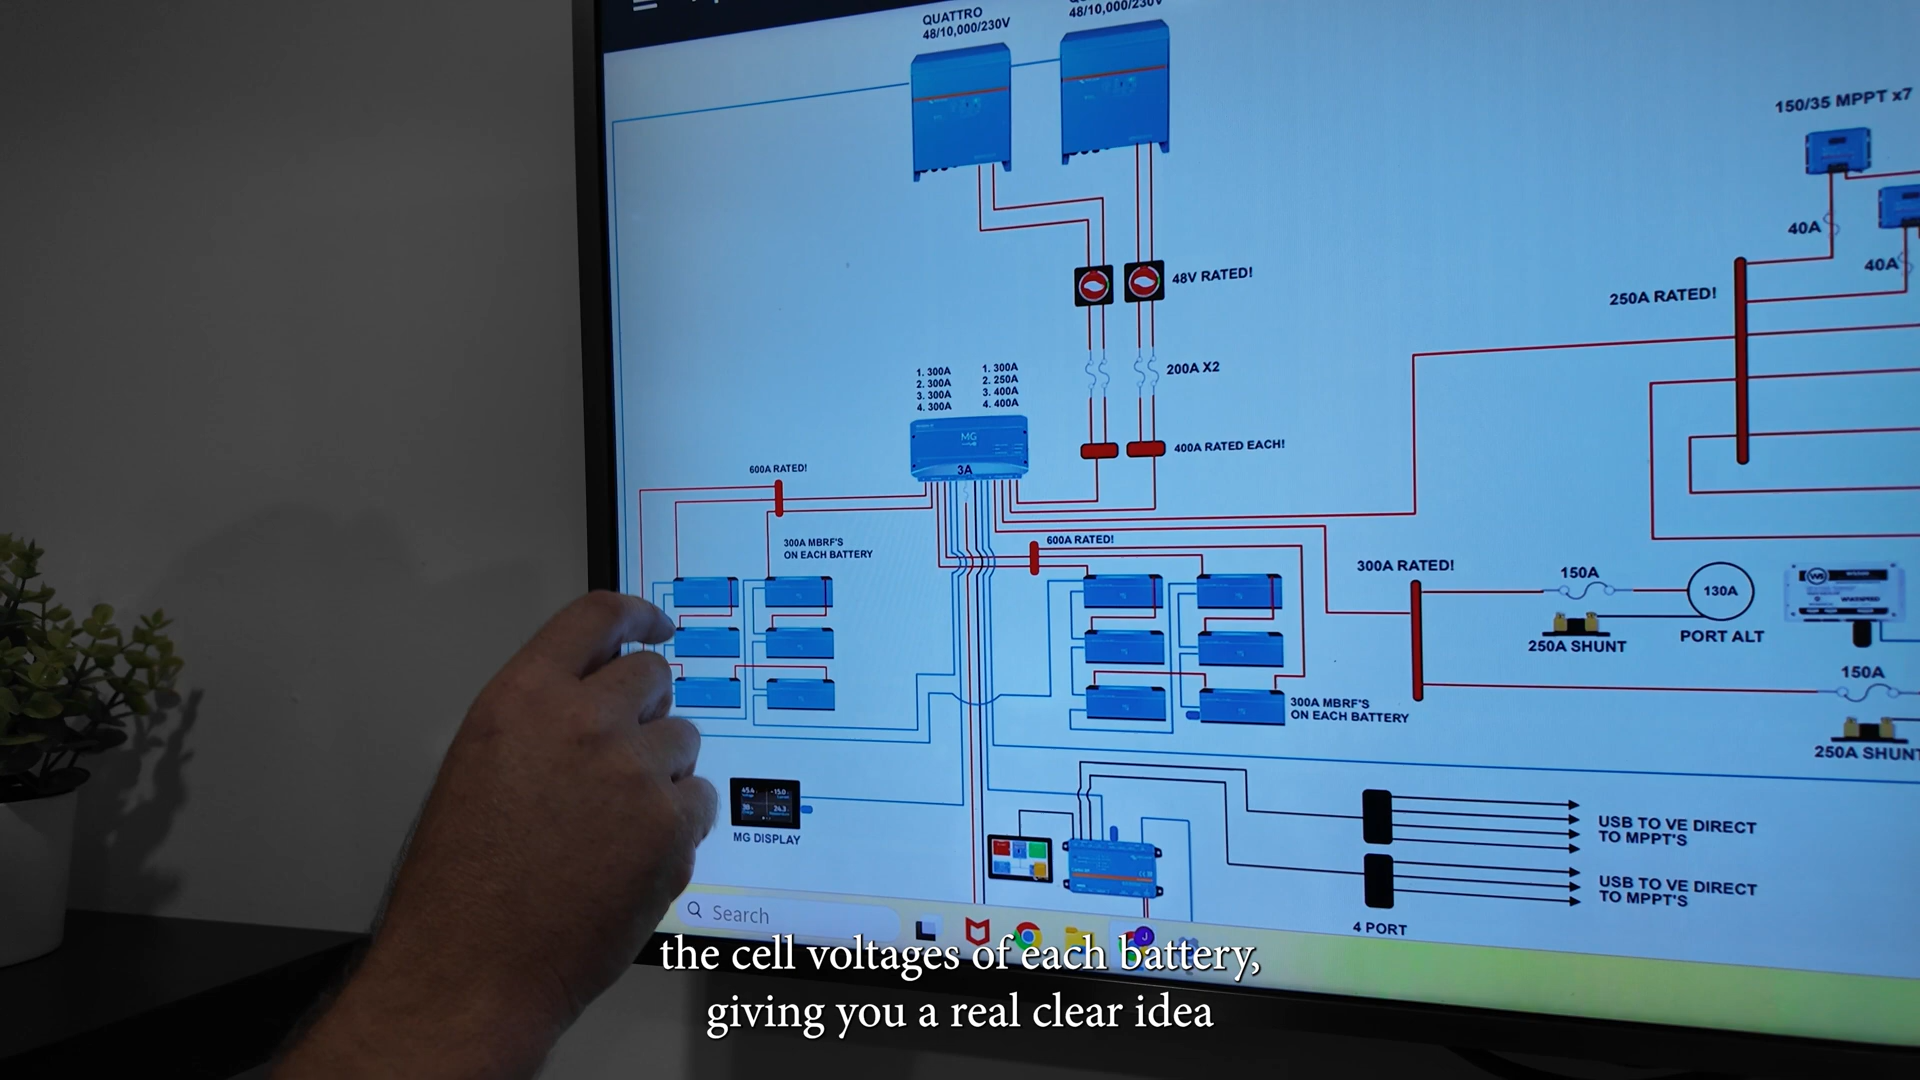 QUATTRO
48/10,000/230V
48/10,000/230V
150/35 MPPT x7
40A
40A
250A RATED!
48V RATED!
200A X2
1. 300A
2. 300A
3. 300A
4. 300A
1. 300A
2. 250A
3. 400A
4. 400A
MG
3A
400A RATED EACH!
600A RATED!
300A MBRF'S
ON EACH BATTERY
600A RATED!
300A RATED!
150A
130A
250A SHUNT
PORT ALT
WS
150A
250A SHUNT
300A MBRF'S
ON EACH BATTERY
MG DISPLAY
USB TO VE DIRECT
TO MPPT'S
USB TO VE DIRECT
TO MPPT'S
4 PORT
Search
J
the cell voltages of each battery,
giving you a real clear idea